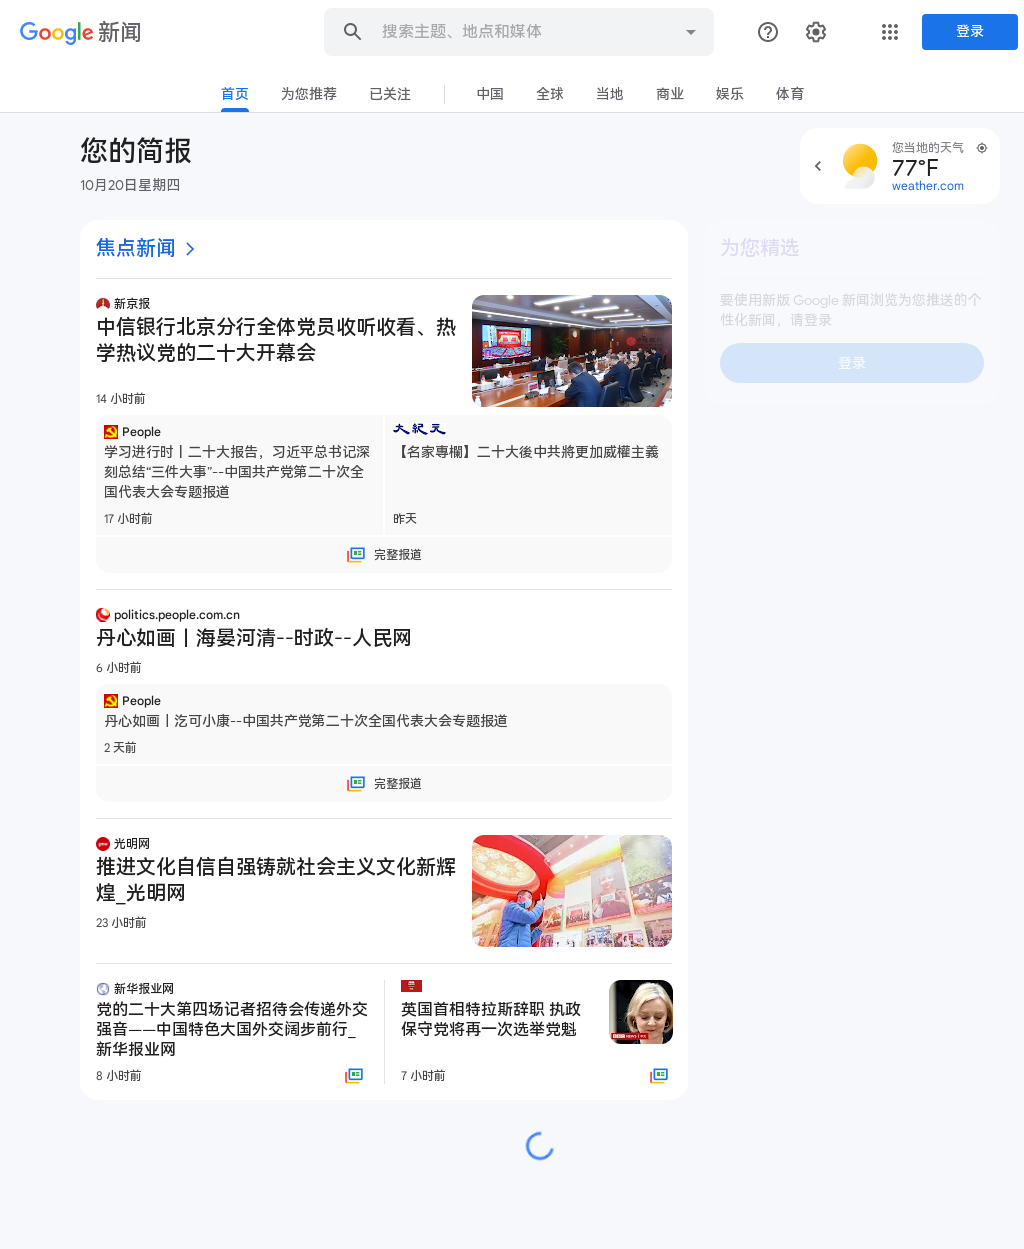 Google 新闻
搜索主题、地点和媒体
登录
首页
为您推荐
已关注
中国
全球
当地
商业
娱乐
体育
您的简报
10月20日星期四
您当地的天气
77°F
weather.com
焦点新闻
新京报
中信银行北京分行全体党员收听收看、热
学热议党的二十大开幕会
14 小时前
People
学习进行时丨二十大报告，习近平总书记深
刻总结“三件大事”--中国共产党第二十次全
国代表大会专题报道
17 小时前
大紀元
【名家專欄】二十大後中共將更加威權主義
昨天
完整报道
politics.people.com.cn
丹心如画丨海晏河清--时政--人民网
6 小时前
People
丹心如画丨汔可小康--中国共产党第二十次全国代表大会专题报道
2 天前
完整报道
光明网
推进文化自信自强铸就社会主义文化新辉
煌_光明网
23 小时前
新华报业网
党的二十大第四场记者招待会传递外交
强音——中国特色大国外交阔步前行_
新华报业网
8 小时前
英国首相特拉斯辞职 执政
保守党将再一次选举党魁
7 小时前
为您精选
要使用新版 Google 新闻浏览为您推送的个
性化新闻，请登录
登录